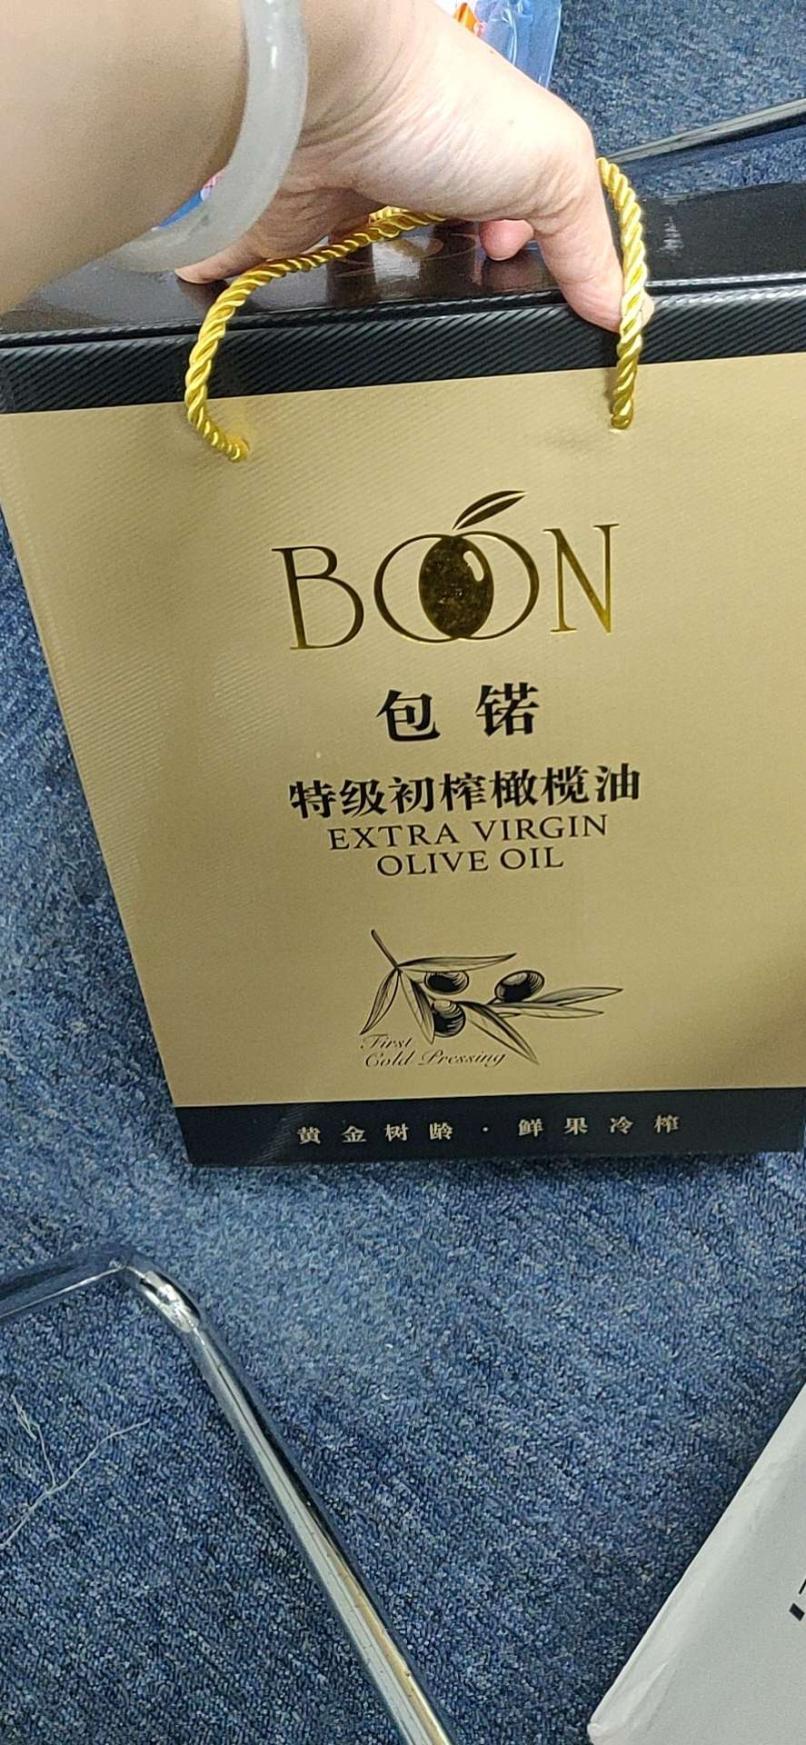 BOON
包锘
特级初榨橄榄油
EXTRA VIRGIN
OLIVE OIL
First
Cold Pressing
黄金树龄·鲜果冷榨